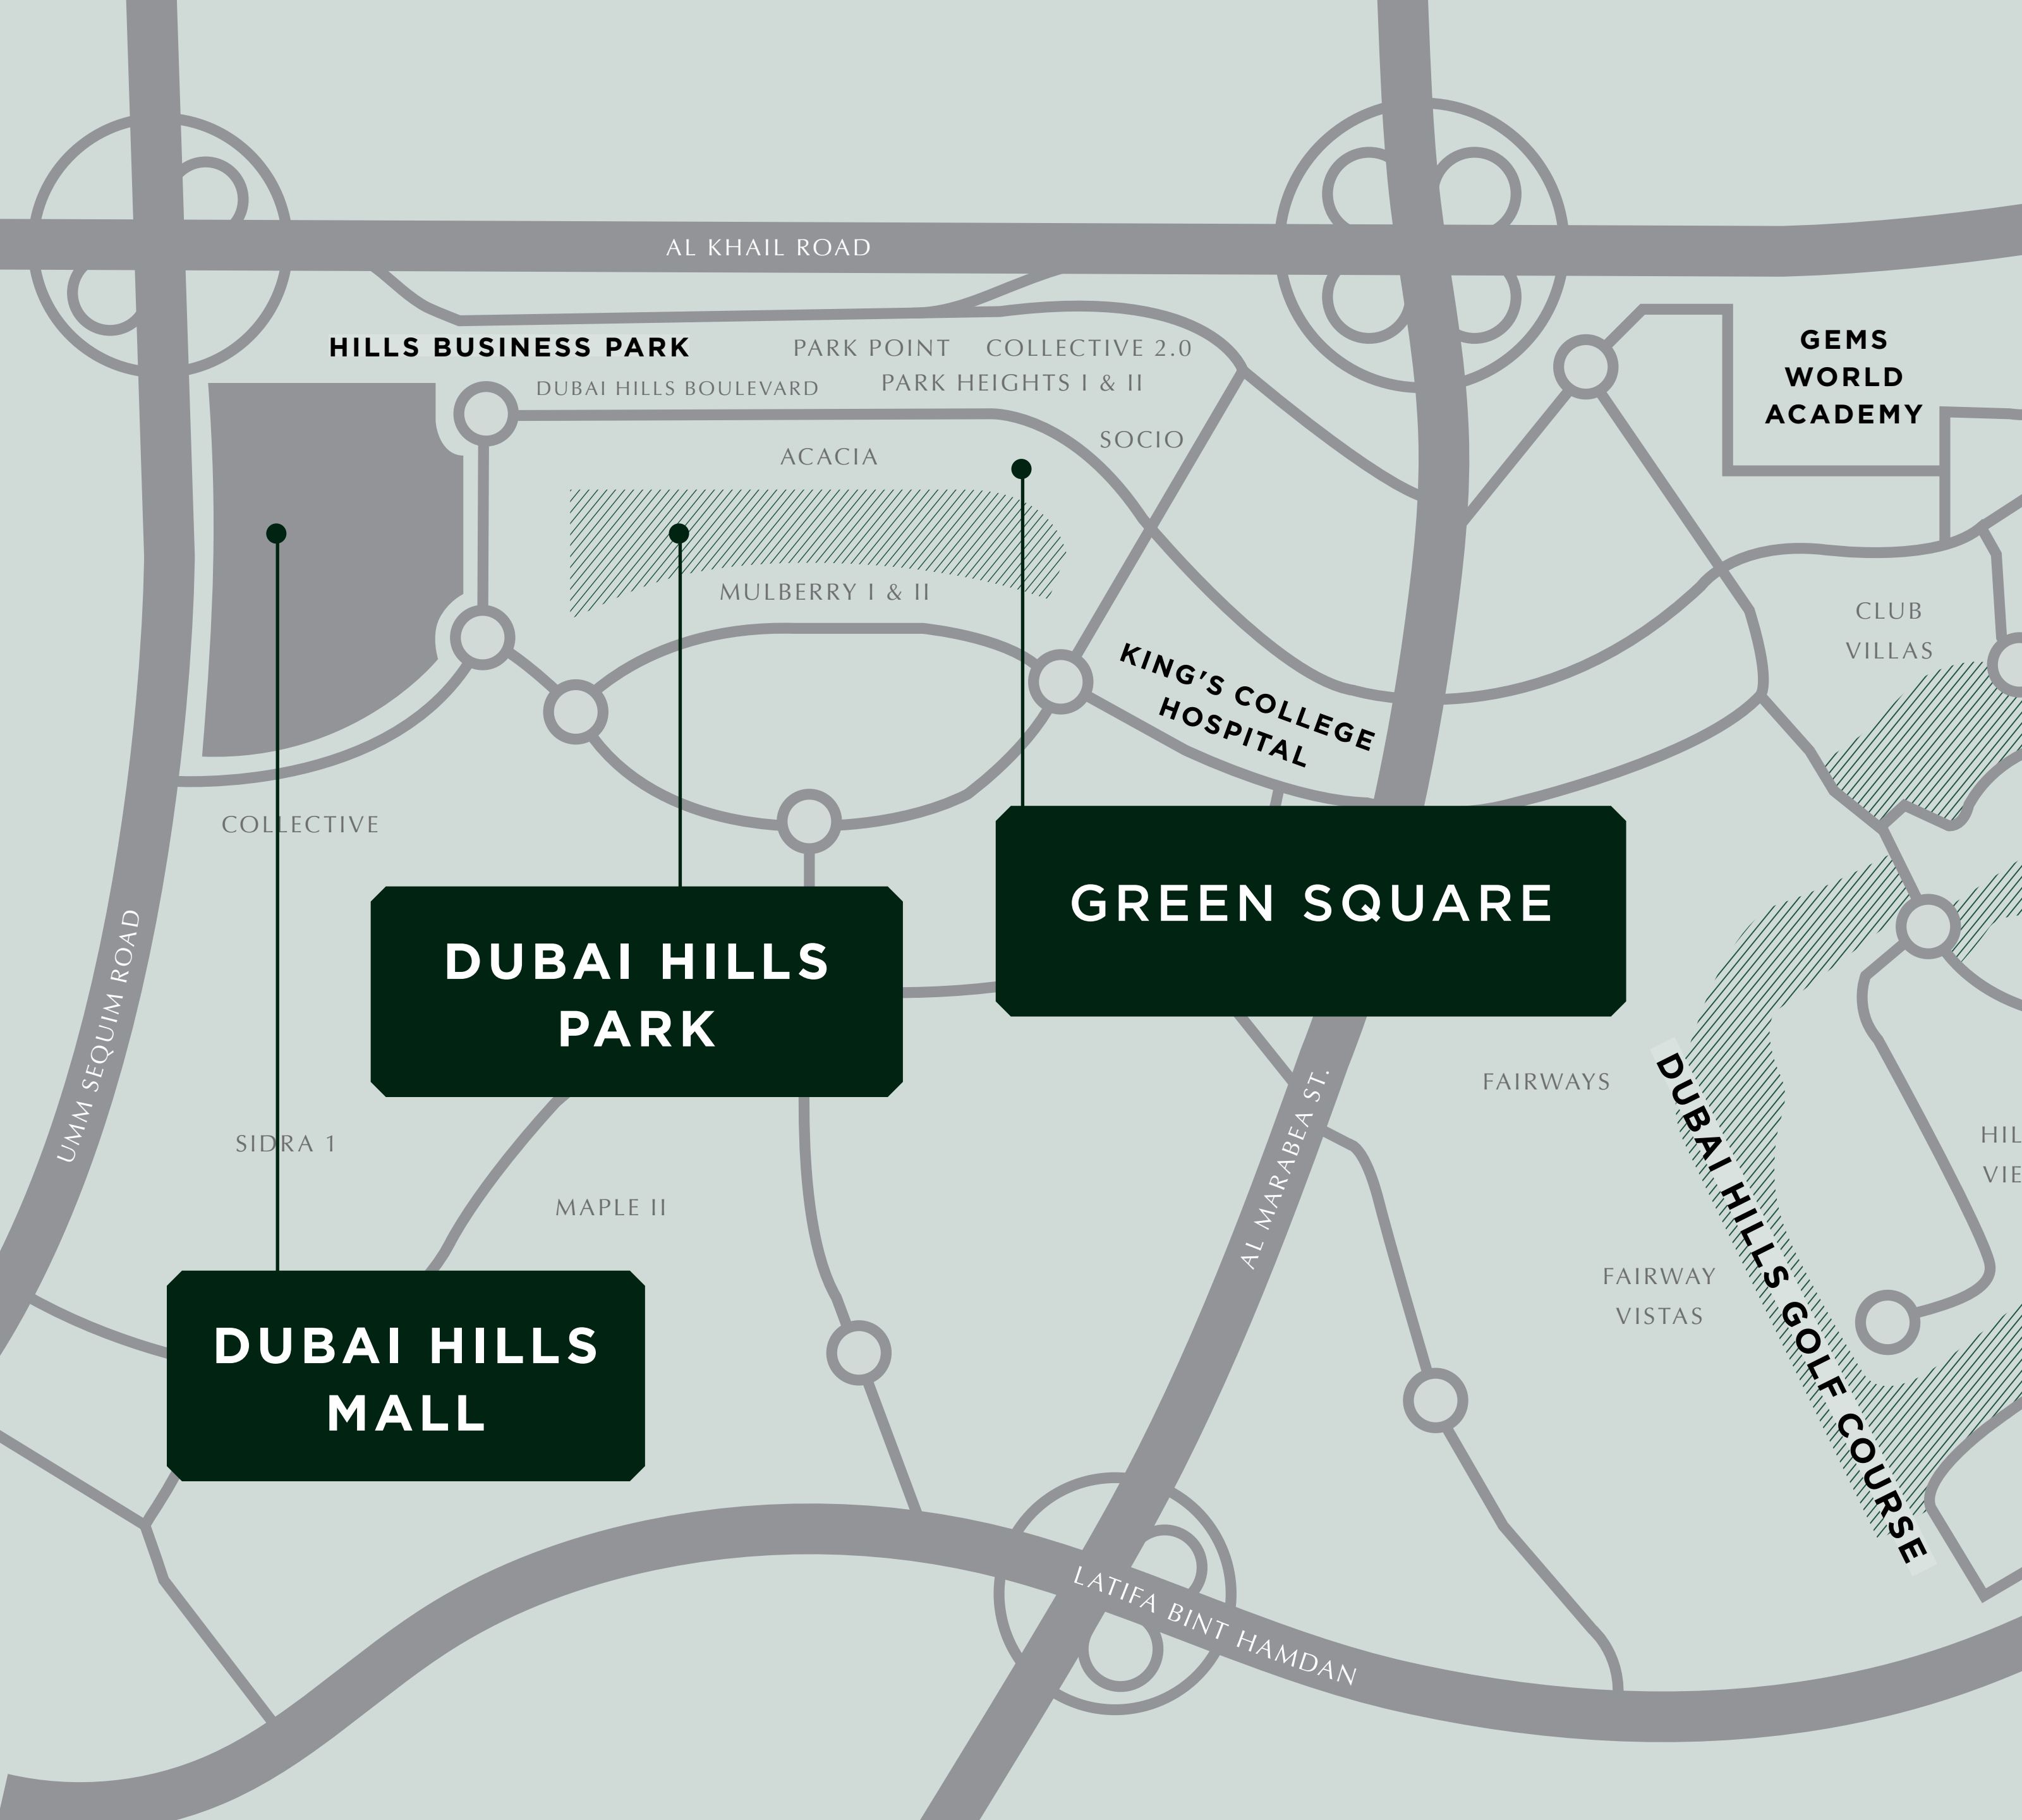 AL KHAIL ROAD
HILLS BUSINESS PARK
PARK POINT
COLLECTIVE 2.0
DUBAI HILLS BOULEVARD
PARK HEIGHTS I & II
GEMS
WORLD
ACADEMY
SOCIO
ACACIA
MULBERRY I & II
CLUB
VILLAS
KING'S COLLEGE
HOSPITAL
COLLECTIVE
GREEN SQUARE
DUBAI HILLS
PARK
UMM SEQUIM ROAD
SIDRA 1
MAPLE II
AL MARABEA ST.
FAIRWAYS
HIL
VIE
FAIRWAY
VISTAS
DUBAI HILLS GOLF COURSE
DUBAI HILLS
MALL
LATIFA BINT HAMDAN